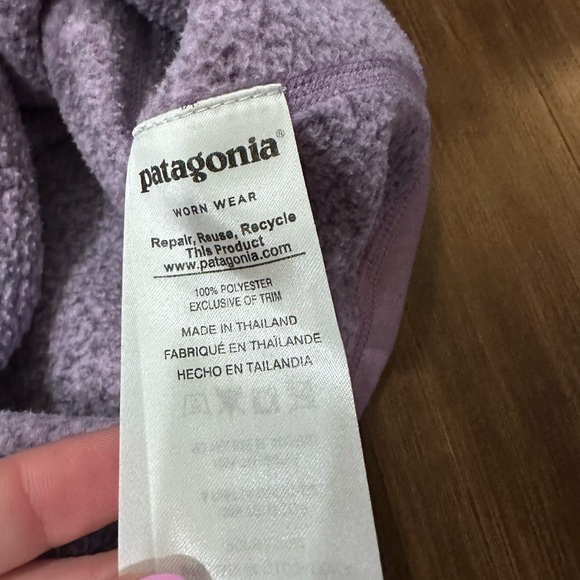 patagonia®
WORN WEAR
Repair, Reuse, Recycle
This Product
www.patagonia.com
100% POLYESTER
EXCLUSIVE OF TRIM
MADE IN THAILAND
FABRIQUÉ EN THAÏLANDE
HECHO EN TAILANDIA